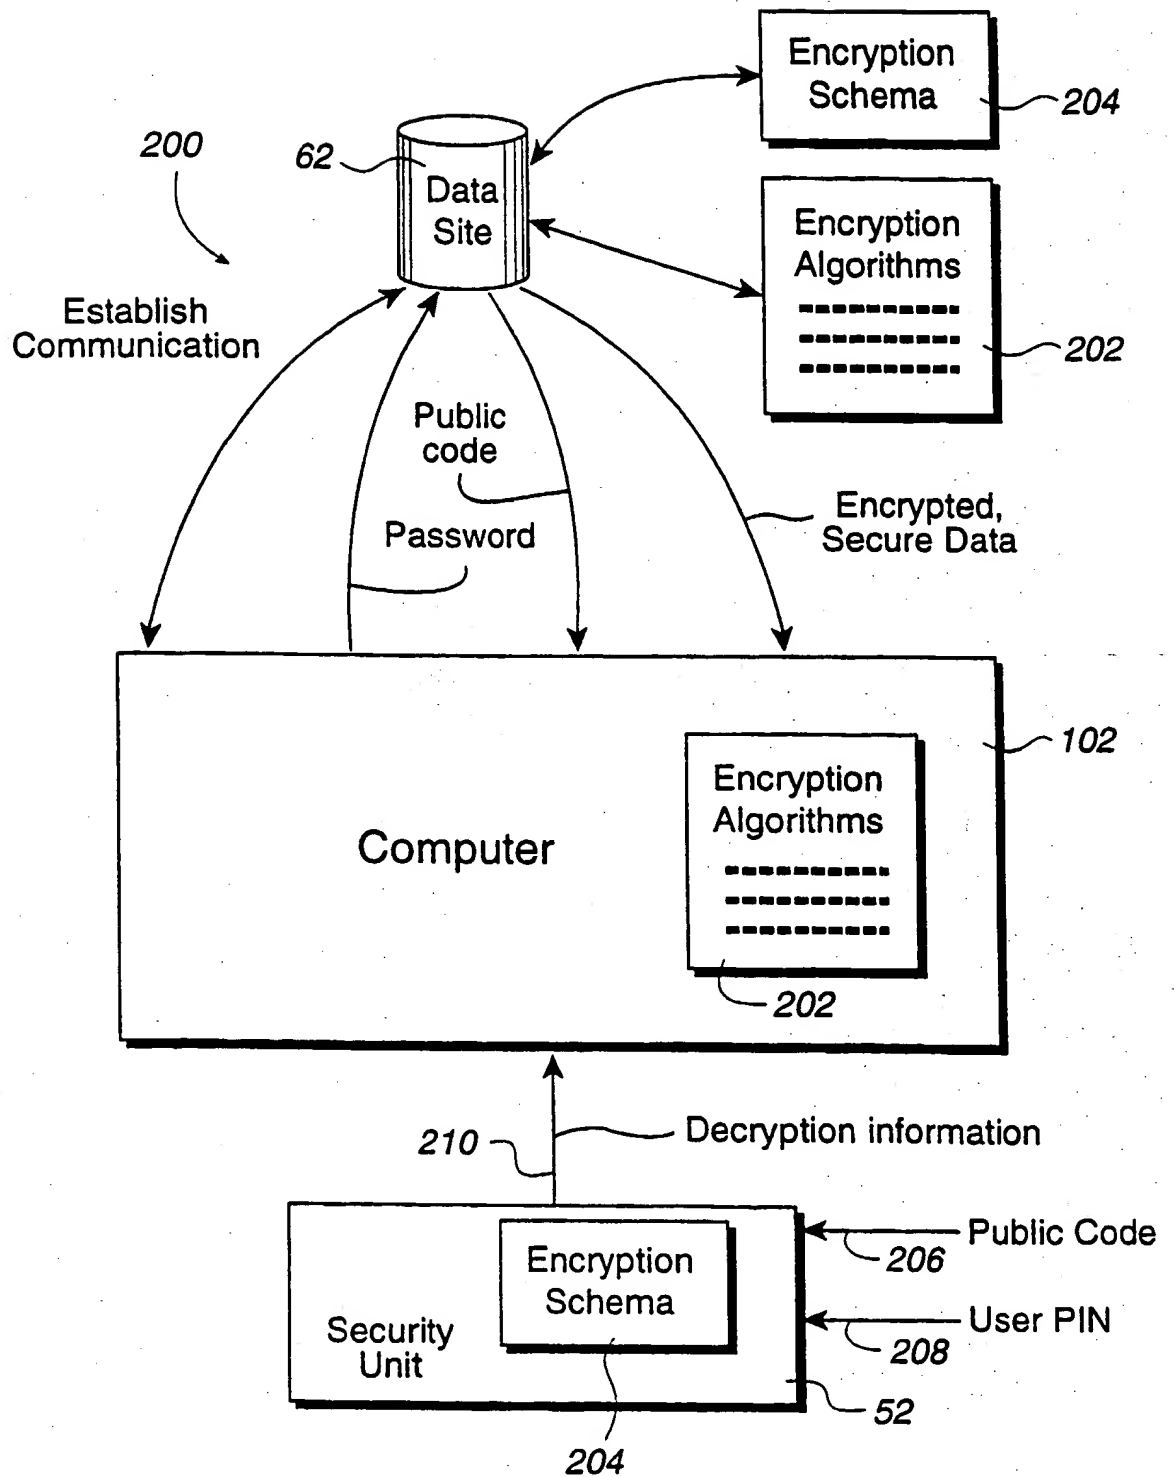 Encryption
Schema
204
200
62
Data
Site
Encryption
Algorithms
202
Establish
Communication
Public
code
Password
Encrypted,
Secure Data
102
Encryption
Algorithms
Computer
202
Decryption information
210
Public Code
206
Encryption
Schema
User PIN
208
Security
Unit
52
204